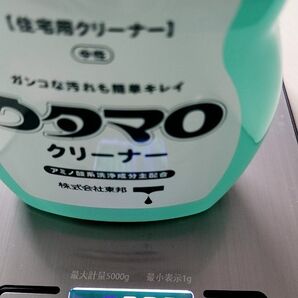 【住宅用クリーナー】
中性
ガンコな汚れも簡単キレイ
ウタマロ
クリーナー
アミノ酸系洗浄成分主配合
株式会社東邦
最大計量5000g 最小表示1g